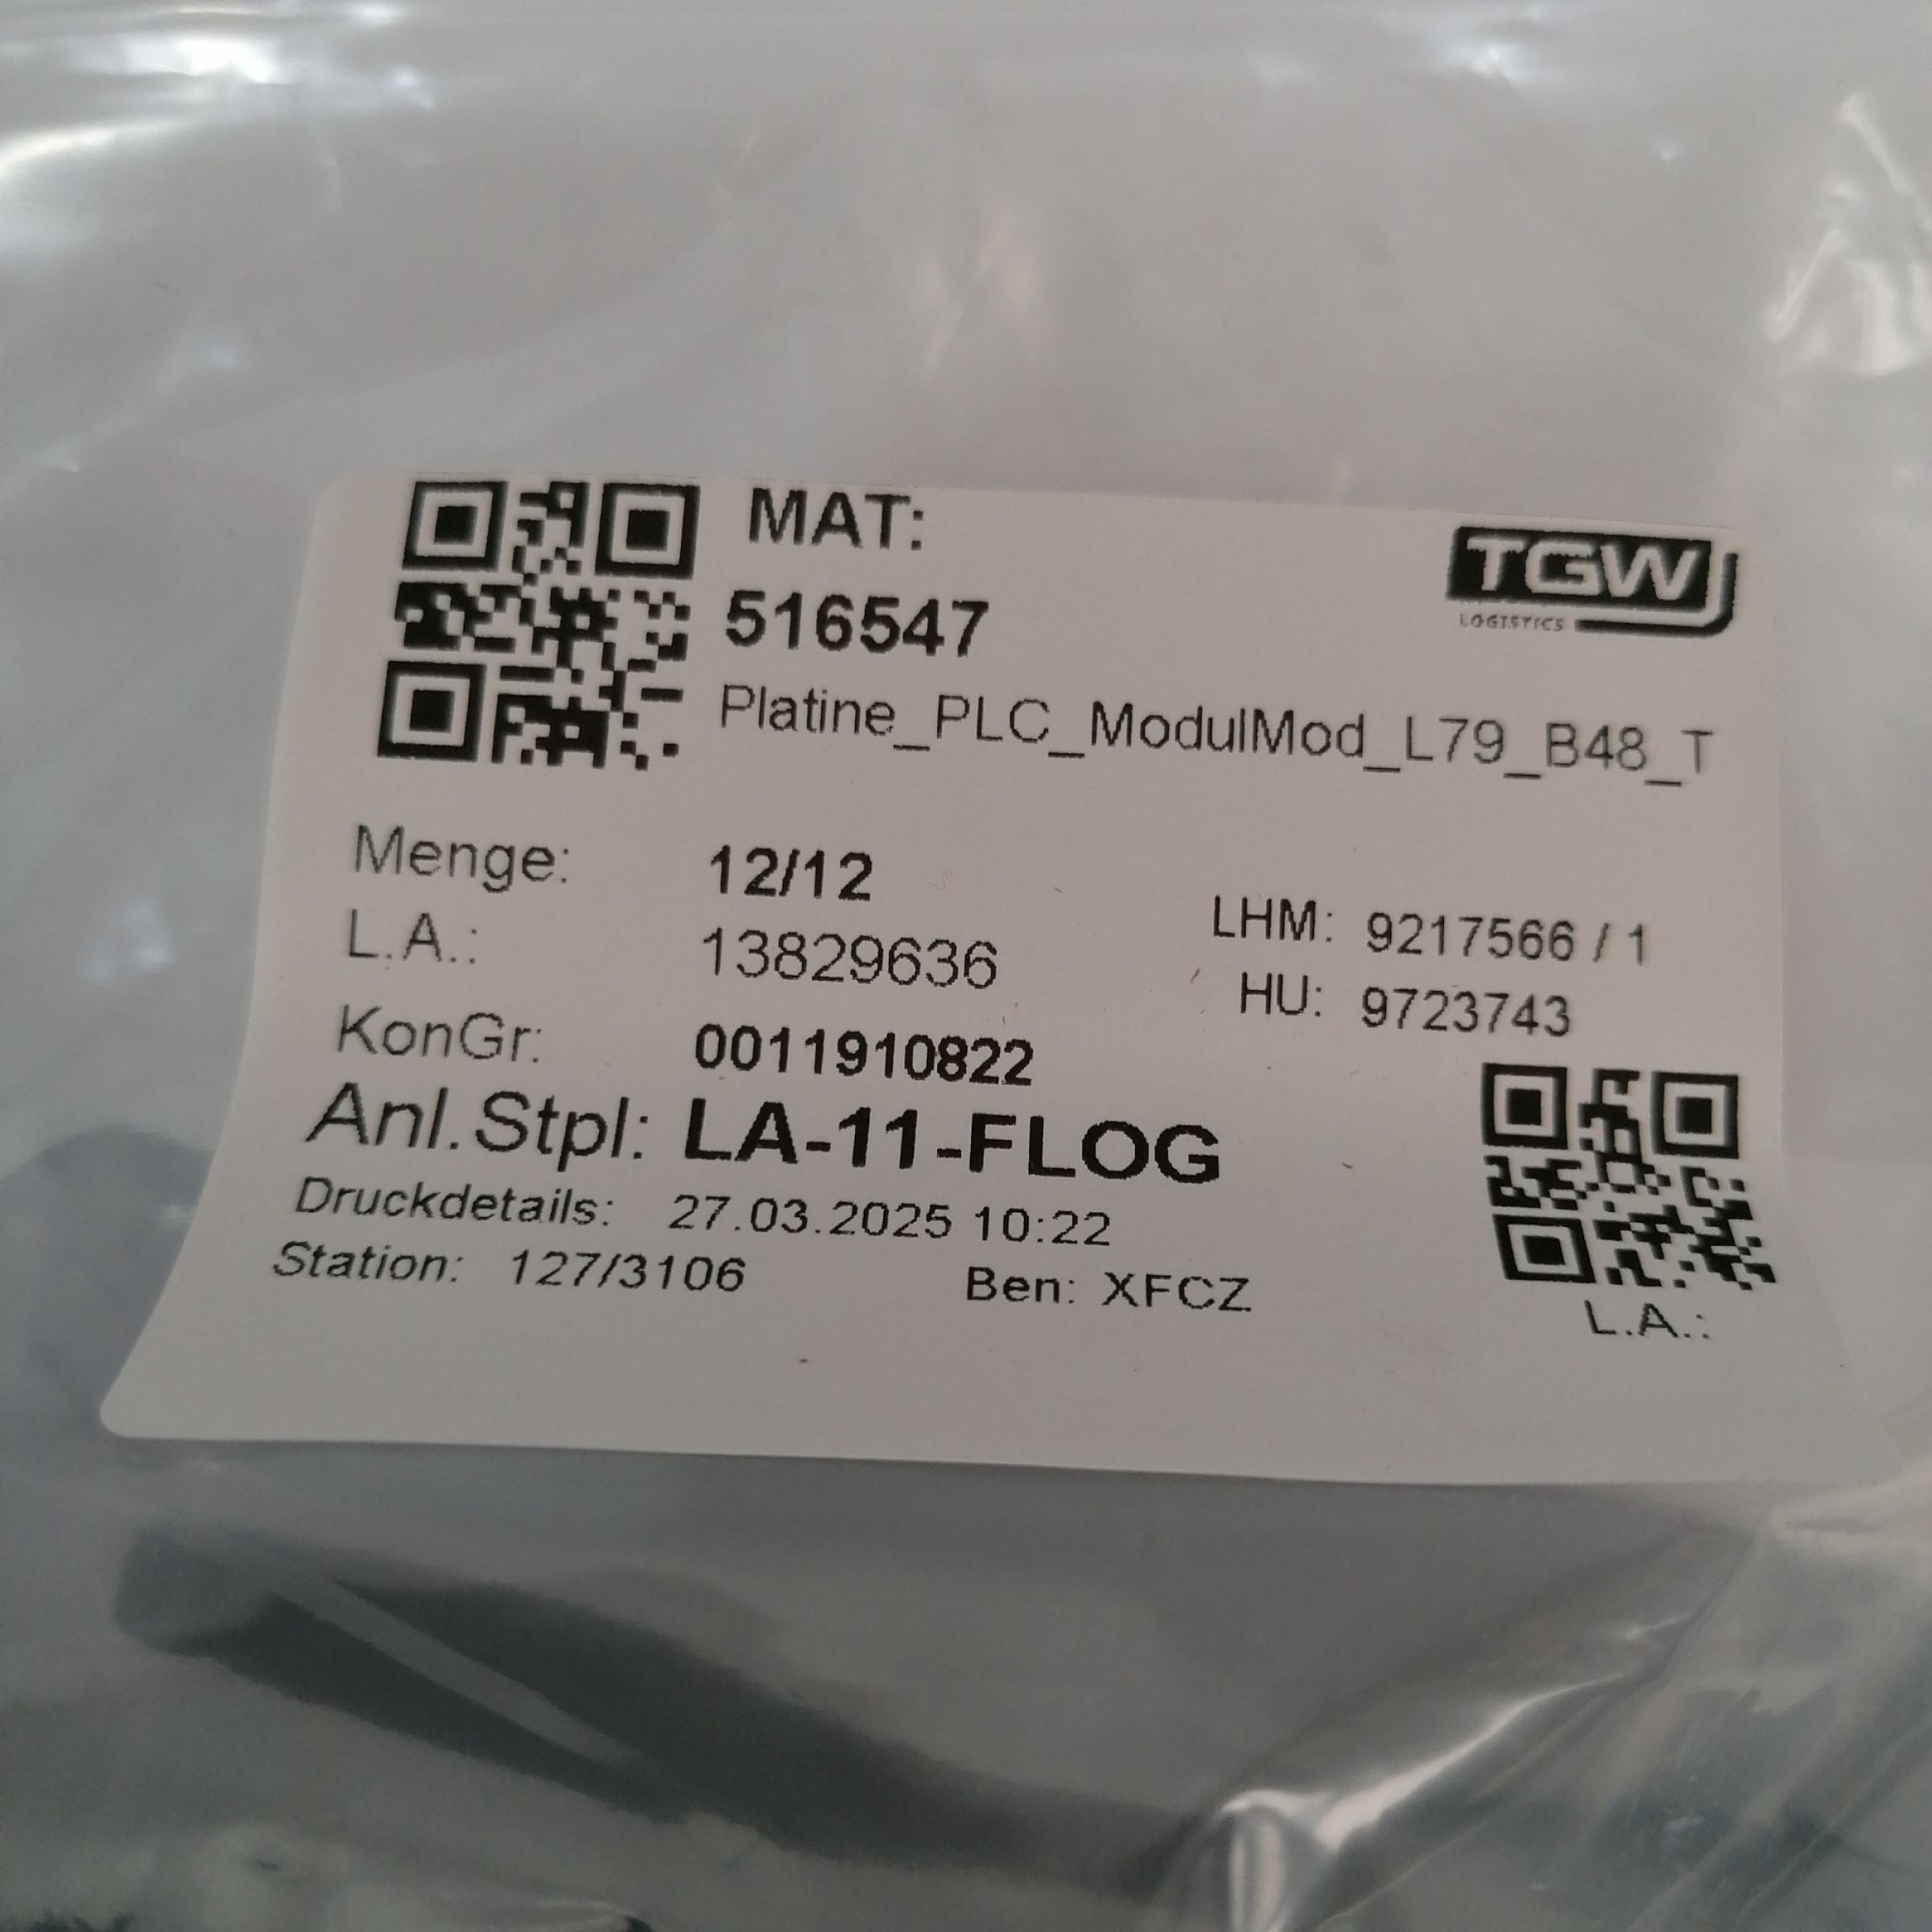 MAT:
TGW
LOGISTICS
516547
Platine_PLC_ModulMod_L79_B48_T
Menge: 12/12
LHM: 9217566 / 1
L.A.: 13829636
HU: 9723743
KonGr: 0011910822
Anl.Stpl: LA-11-FLOG
Druckdetails: 27.03.2025 10:22
Station: 127/3106 Ben: XFCZ
L.A.: